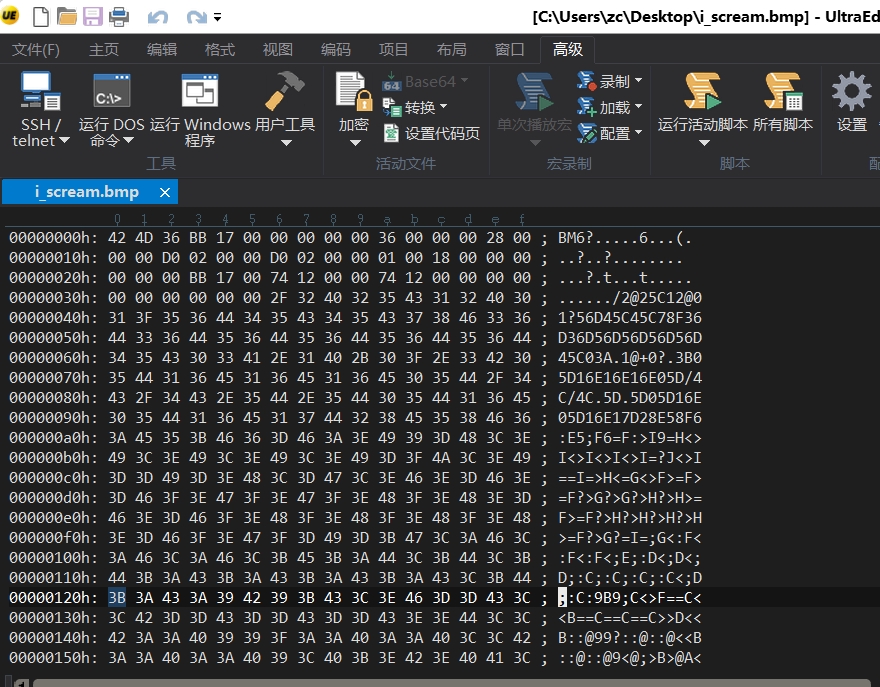 UE [C:\Users\zc\Desktop\i_scream.bmp] - UltraEd
文件(F) 主页 编辑 格式 视图 编码 项目 布局 窗口 高级
SSH / telnet 运行 DOS 命令 运行 Windows 程序 用户工具 加密 Base64 转换 设置代码页 单次播放宏 录制 加载 配置 运行活动脚本 所有脚本 设置
工具 活动文件 宏录制 脚本 配
i_scream.bmp ×
0 1 2 3 4 5 6 7 8 9 a b c d e f
00000000h: 42 4D 36 BB 17 00 00 00 00 00 36 00 00 00 28 00 ; BM6?.....6...(.
00000010h: 00 00 D0 02 00 00 D0 02 00 00 01 00 18 00 00 00 ; ..?..?........
00000020h: 00 00 00 BB 17 00 74 12 00 00 74 12 00 00 00 00 ; ...?.t...t.....
00000030h: 00 00 00 00 00 00 2F 32 40 32 35 43 31 32 40 30 ; ....../2@25C12@0
00000040h: 31 3F 35 36 44 34 35 43 34 35 43 37 38 46 33 36 ; 1?56D45C45C78F36
00000050h: 44 33 36 44 35 36 44 35 36 44 35 36 44 35 36 44 ; D36D56D56D56D56D
00000060h: 34 35 43 30 33 41 2E 31 40 2B 30 3F 2E 33 42 30 ; 45C03A.1@+0?.3B0
00000070h: 35 44 31 36 45 31 36 45 31 36 45 30 35 44 2F 34 ; 5D16E16E16E05D/4
00000080h: 43 2F 34 43 2E 35 44 2E 35 44 30 35 44 31 36 45 ; C/4C.5D.5D05D16E
00000090h: 30 35 44 31 36 45 31 37 44 32 38 45 35 38 46 36 ; 05D16E17D28E58F6
000000a0h: 3A 45 35 3B 46 36 3D 46 3A 3E 49 39 3D 48 3C 3E ; :E5;F6=F:>I9=H<>
000000b0h: 49 3C 3E 49 3C 3E 49 3C 3E 49 3D 3F 4A 3C 3E 49 ; I<>I<>I<>I=?J<>I
000000c0h: 3D 3D 49 3D 3E 48 3C 3D 47 3C 3E 46 3E 3D 46 3E ; ==I=>H<=G<>F>=F>
000000d0h: 3D 46 3F 3E 47 3F 3E 47 3F 3E 48 3F 3E 48 3E 3D ; =F?>G?>G?>H?>H>=
000000e0h: 46 3E 3D 46 3F 3E 48 3F 3E 48 3F 3E 48 3F 3E 48 ; F>=F?>H?>H?>H?>H
000000f0h: 3E 3D 46 3F 3E 47 3F 3D 49 3D 3D 47 3C 3A 46 3C ; >=F?>G?=I=;G<:F<
00000100h: 3A 46 3C 3A 46 3C 3B 45 3B 3A 44 3C 3B 44 3C 3B ; :F<:F<;E;:D<;D<;
00000110h: 44 3B 3A 43 3B 3A 43 3B 3A 43 3B 3A 43 3C 3B 44 ; D;:C;:C;:C;:C<;D
00000120h: 3B 3A 43 3A 39 42 39 3B 43 3C 3E 46 3D 3D 43 3C ; ;:C:9B9;C<>F==C<
00000130h: 3C 42 3D 3D 43 3D 3D 43 3D 3D 43 3E 3E 44 3C 3C ; <B==C==C==C>>D<<
00000140h: 42 3A 3A 40 39 39 3F 3A 3A 40 3A 3A 40 3C 3C 42 ; B::@99?::@::@<<B
00000150h: 3A 3A 40 3A 3A 40 39 3C 40 3B 3E 42 3E 40 41 3C ; ::@::@9<@;>B>@A<